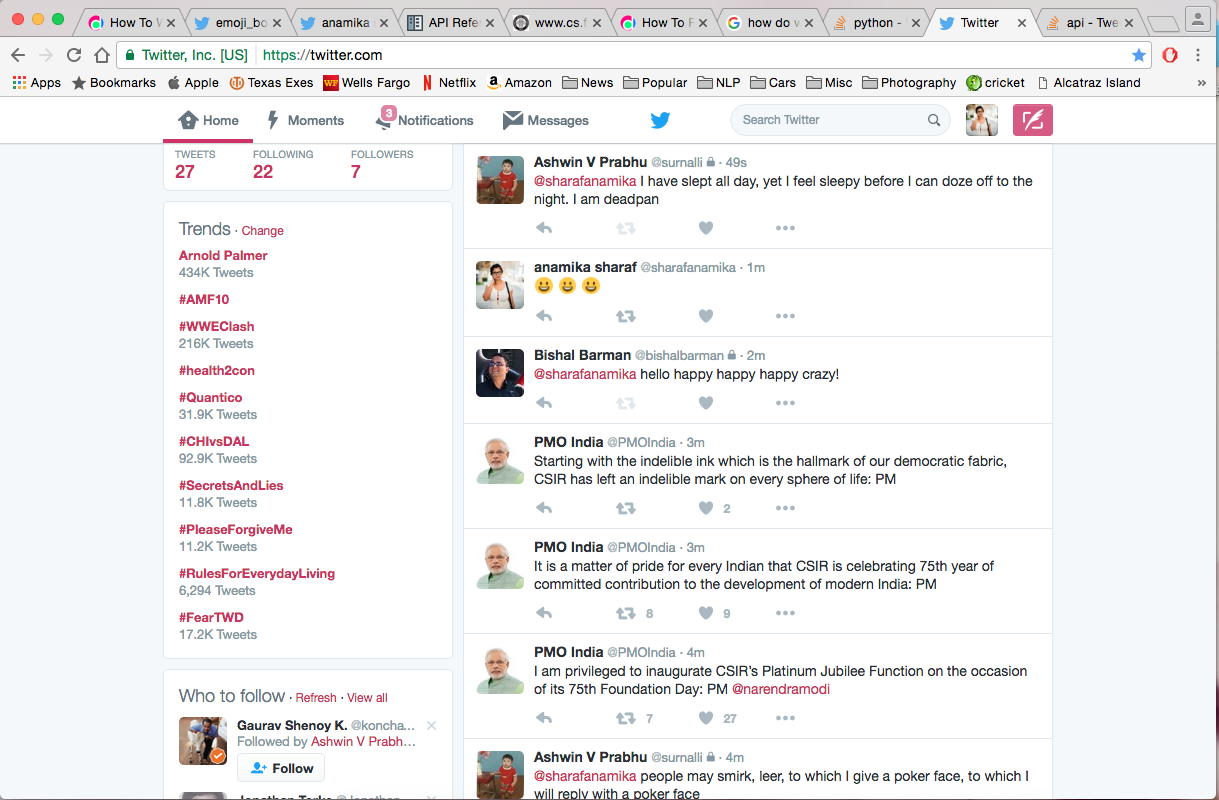 How To W
emoji_bo
anamika s
API Refe
www.cs.f
How To F
how do w
python -
Twitter
api - Twe
Twitter, Inc. [US] https://twitter.com
Apps Bookmarks Apple Texas Exes Wells Fargo Netflix Amazon News Popular NLP Cars Misc Photography cricket Alcatraz Island »
Home Moments 3 Notifications Messages Search Twitter
TWEETS FOLLOWING FOLLOWERS
27 22 7
Trends · Change
Arnold Palmer
434K Tweets
#AMF10
#WWEClash
216K Tweets
#health2con
#Quantico
31.9K Tweets
#CHIvsDAL
92.9K Tweets
#SecretsAndLies
11.8K Tweets
#PleaseForgiveMe
11.2K Tweets
#RulesForEverydayLiving
6,294 Tweets
#FearTWD
17.2K Tweets
Who to follow · Refresh · View all
Gaurav Shenoy K. @koncha...
Followed by Ashwin V Prabh...
Follow
Ashwin V Prabhu @surnalli · 49s
@sharafanamika I have slept all day, yet I feel sleepy before I can doze off to the
night. I am deadpan
anamika sharaf @sharafanamika · 1m
😀 😀 😀
Bishal Barman @bishalbarman · 2m
@sharafanamika hello happy happy happy crazy!
PMO India @PMOIndia · 3m
Starting with the indelible ink which is the hallmark of our democratic fabric,
CSIR has left an indelible mark on every sphere of life: PM
2
PMO India @PMOIndia · 3m
It is a matter of pride for every Indian that CSIR is celebrating 75th year of
committed contribution to the development of modern India: PM
8 9
PMO India @PMOIndia · 4m
I am privileged to inaugurate CSIR's Platinum Jubilee Function on the occasion
of its 75th Foundation Day: PM @narendramodi
7 27
Ashwin V Prabhu @surnalli · 4m
@sharafanamika people may smirk, leer, to which I give a poker face, to which I
will reply with a poker face